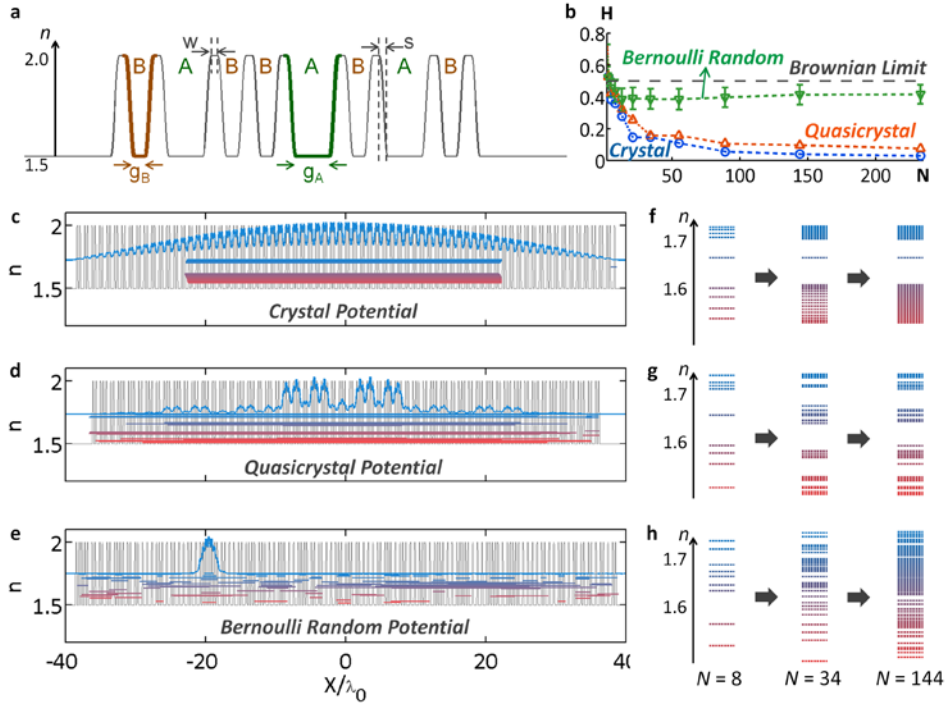 a
n
2.0
1.5
B A B B A B A B
w
s
g_B
g_A
b
H
0.8
0.6
0.4
0.2
0
Bernoulli Random
Brownian Limit
Quasicrystal
Crystal
50 100 150 200 N
c
n
2
1.5
Crystal Potential
d
n
2
1.5
Quasicrystal Potential
e
n
2
1.5
Bernoulli Random Potential
-40 -20 0 20 40
X/λ₀
f
n
1.7
1.6
g
n
1.7
1.6
h
n
1.7
1.6
N = 8 N = 34 N = 144